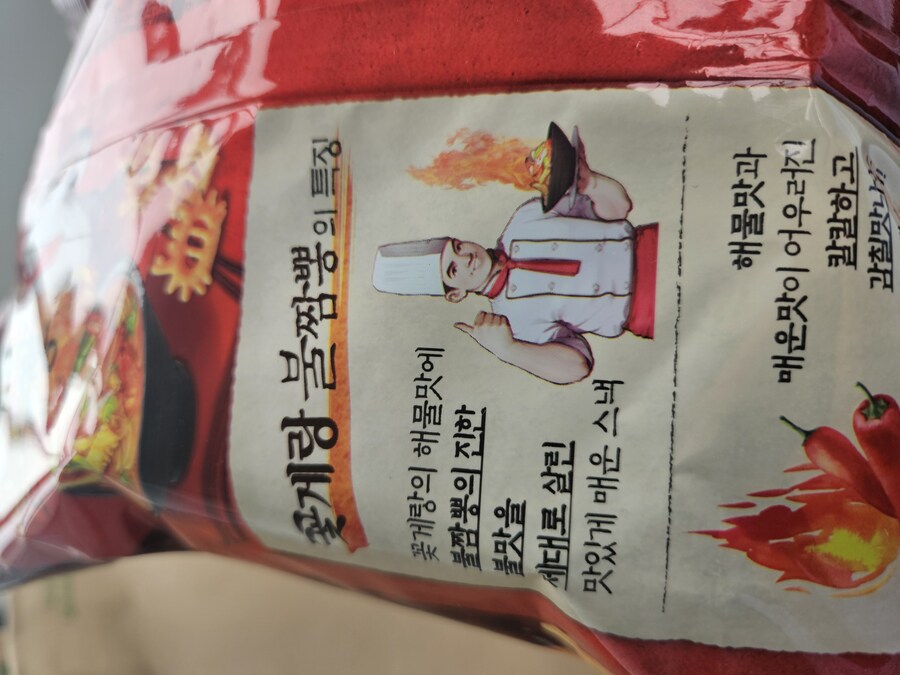 꽃게랑 불짬뽕의 특징
꽃게랑의 해물맛에
불짬뽕의 진한
불맛을
제대로 살린
맛있게 매운 스낵
해물맛과
매운맛이 어우러진
칼칼하고
감칠맛나는